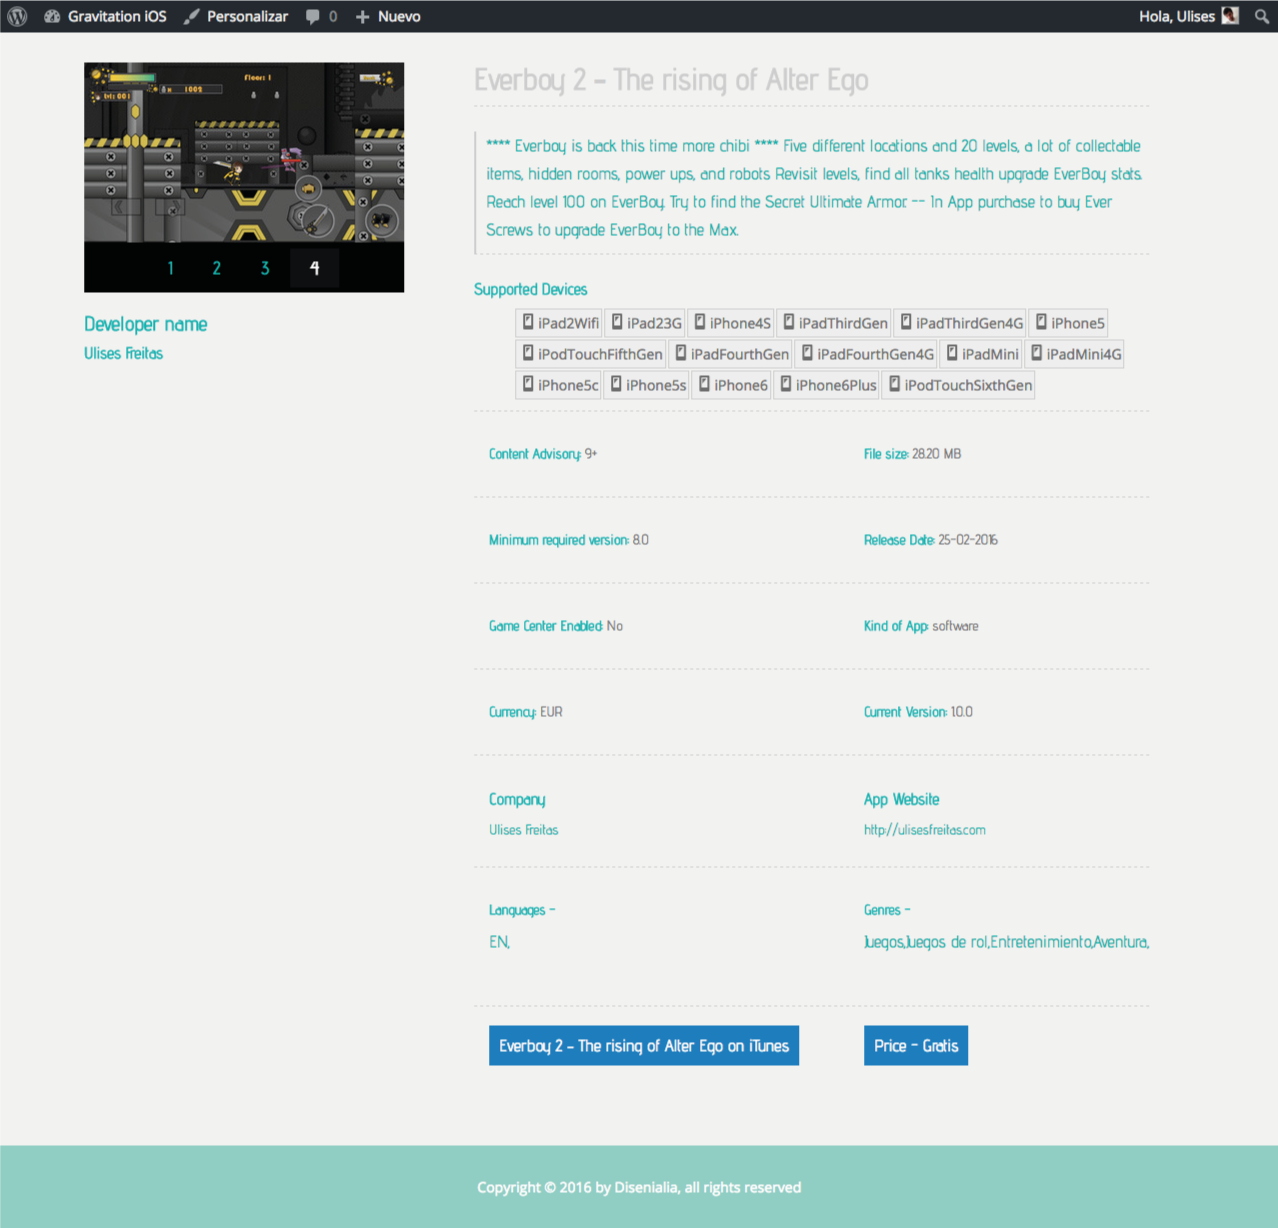 Gravitation iOS Personalizar 0 Nuevo Hola, Ulises
Floor: 1
1002
1 2 3 4
Developer name
Ulises Freitas
Everboy 2 – The rising of Alter Ego
**** Everboy is back this time more chibi **** Five different locations and 20 levels, a lot of collectable
items, hidden rooms, power ups, and robots Revisit levels, find all tanks health upgrade EverBoy stats.
Reach level 100 on EverBoy. Try to find the Secret Ultimate Armor. -- In App purchase to buy Ever
Screws to upgrade EverBoy to the Max.
Supported Devices
iPad2Wifi iPad23G iPhone4S iPadThirdGen iPadThirdGen4G iPhone5
iPodTouchFifthGen iPadFourthGen iPadFourthGen4G iPadMini iPadMini4G
iPhone5c iPhone5s iPhone6 iPhone6Plus iPodTouchSixthGen
Content Advisory: 9+ File size: 28.20 MB
Minimum required version: 8.0 Release Date: 25-02-2016
Game Center Enabled: No Kind of App: software
Currency: EUR Current Version: 1.0.0
Company App Website
Ulises Freitas http://ulisesfreitas.com
Languages - Genres -
EN, Juegos,Juegos de rol,Entretenimiento,Aventura,
Everboy 2 – The rising of Alter Ego on iTunes Price - Gratis
Copyright © 2016 by Disenialia, all rights reserved